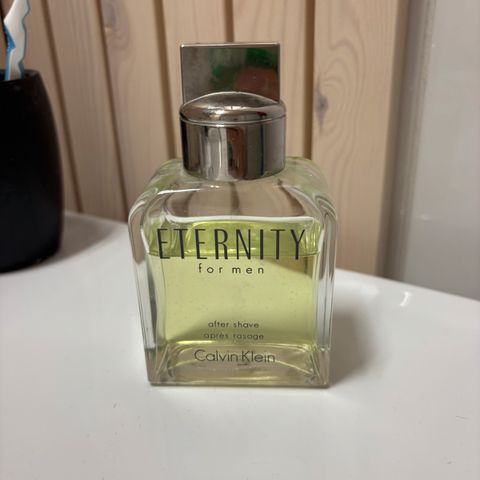 ETERNITY
for men
after shave
après rasage
Calvin Klein